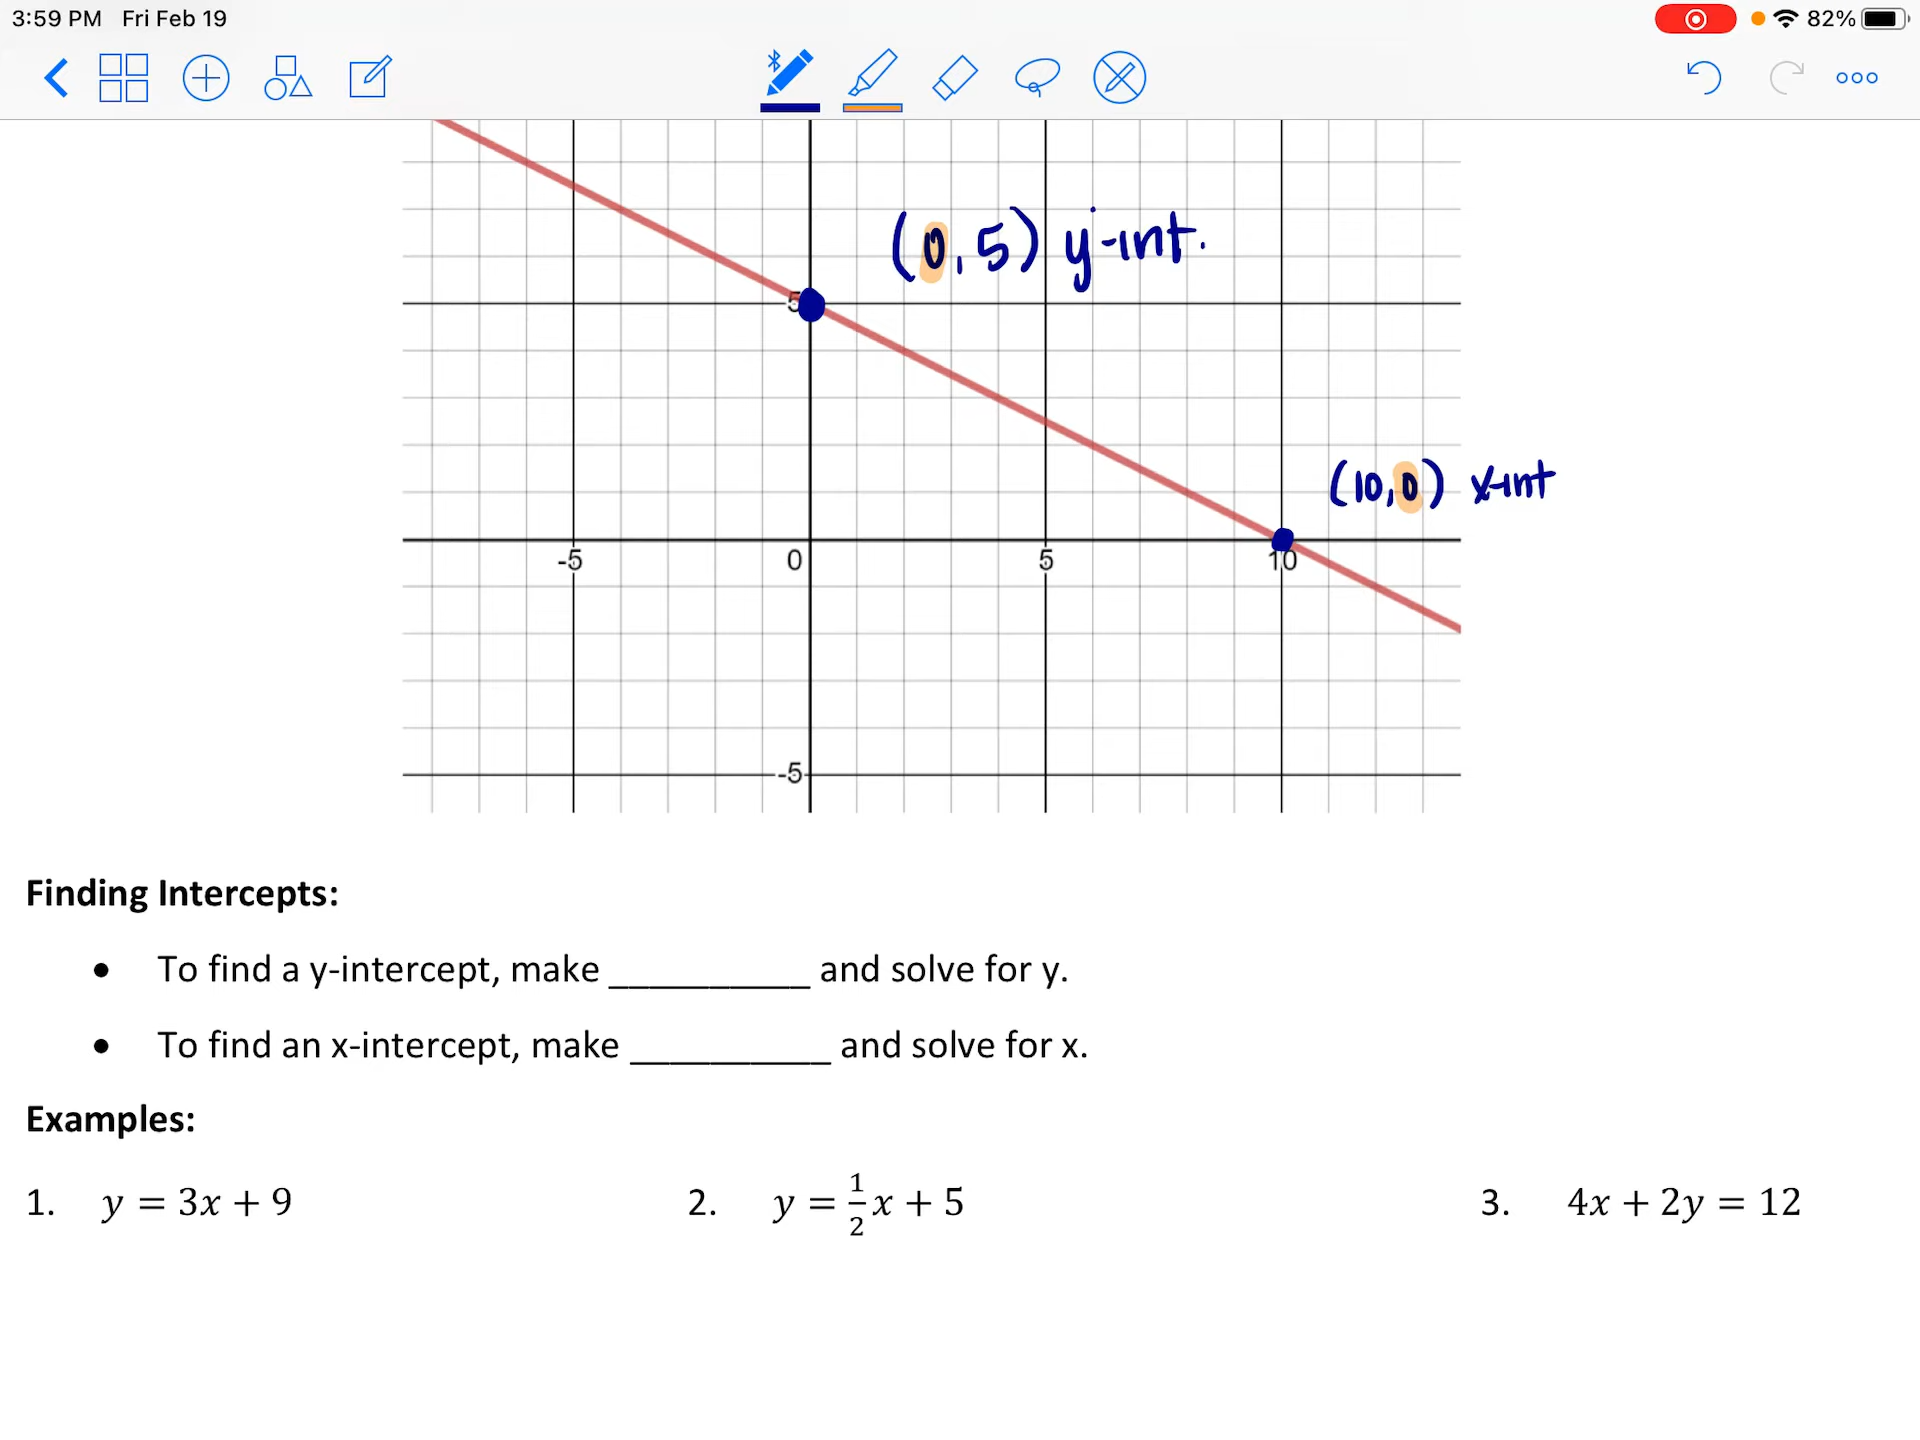 3:59 PM Fri Feb 19 82%
(0,5) y-int.
5
(10,0) x-int
-5 0 5 10
-5
Finding Intercepts:
• To find a y-intercept, make __________ and solve for y.
• To find an x-intercept, make __________ and solve for x.
Examples:
1. y = 3x + 9 2. y = 1/2 x + 5 3. 4x + 2y = 12